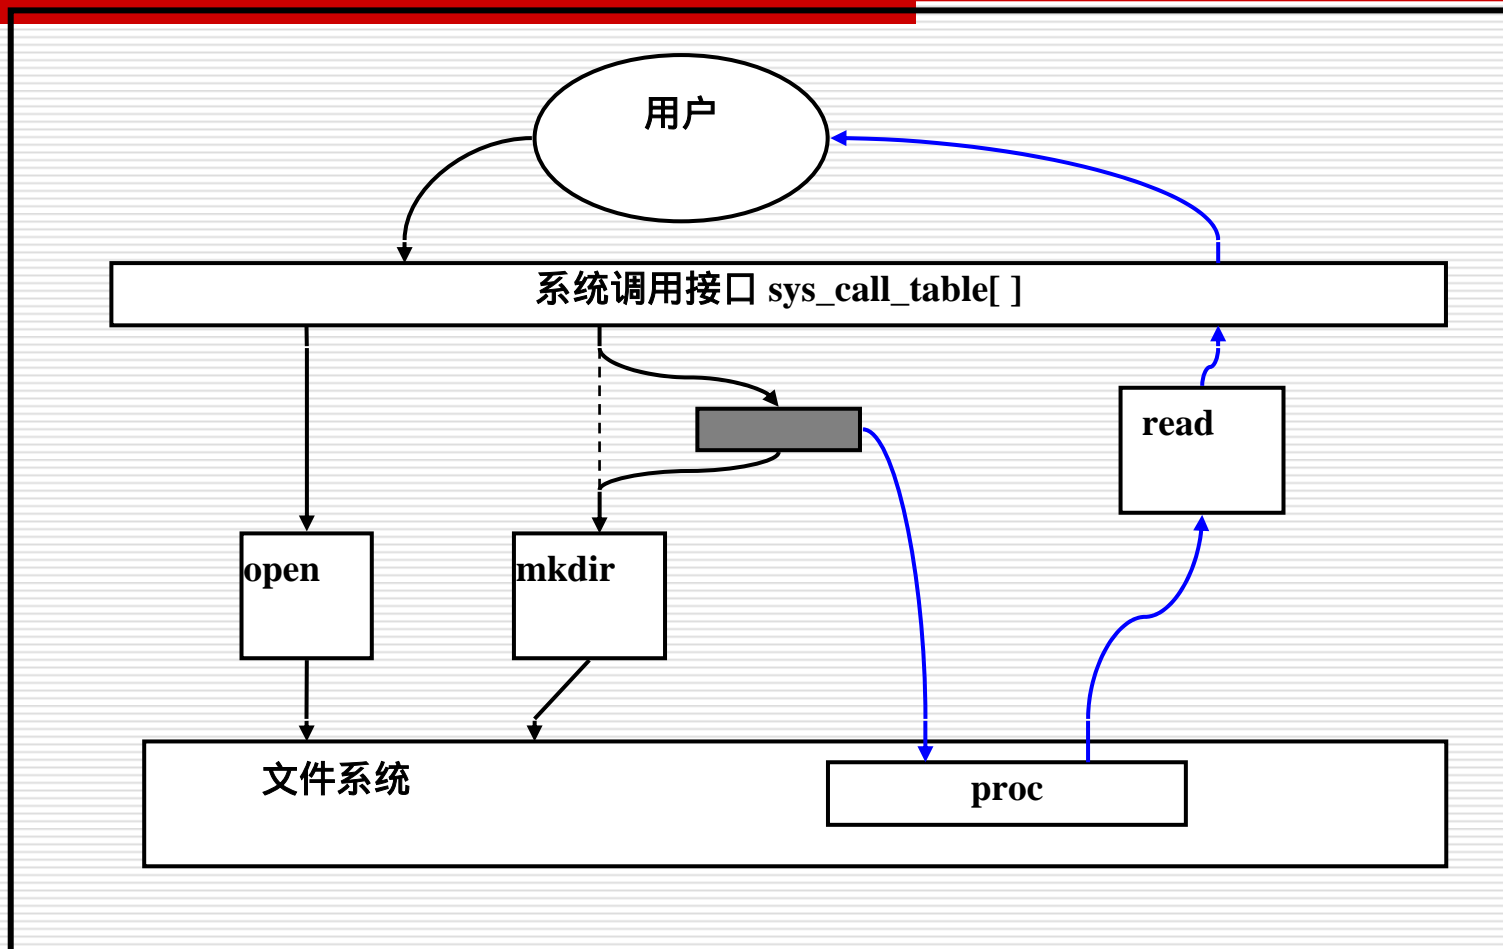 用户
系统调用接口 sys_call_table[ ]
read
open
mkdir
文件系统
proc